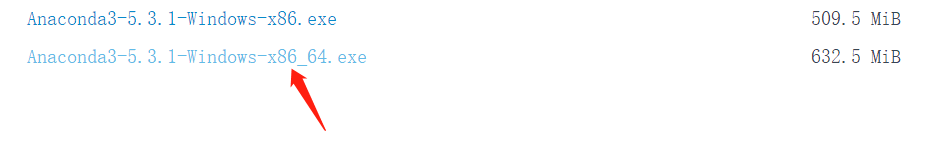 Anaconda3-5.3.1-Windows-x86.exe 509.5 MiB
Anaconda3-5.3.1-Windows-x86_64.exe 632.5 MiB